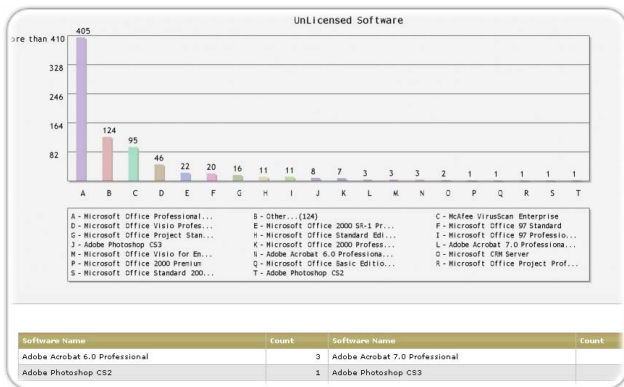 UnLicensed Software
ore than 410
405
328
246
164
82
124
95
46
22
20
16
11
11
8
7
3
3
3
2
1
1
1
1
1
A B C D E F G H I J K L M N O P Q R S T
A - Microsoft Office Professional... B - Other...(124) C - McAfee VirusScan Enterprise
D - Microsoft Office Visio Profes... E - Microsoft Office 2000 SR-1 Pr... F - Microsoft Office 97 Standard
G - Microsoft Office Project Stan... H - Microsoft Office Standard Edi... I - Microsoft Office 97 Professio...
J - Adobe Photoshop CS3 K - Microsoft Office 2000 Profess... L - Adobe Acrobat 7.0 Professiona...
M - Microsoft Office Visio for En... N - Adobe Acrobat 6.0 Professiona... O - Microsoft CRM Server
P - Microsoft Office 2000 Premium Q - Microsoft Office Basic Editio... R - Microsoft Office Project Prof...
S - Microsoft Office Standard 200... T - Adobe Photoshop CS2
Software Name Count Software Name Count
Adobe Acrobat 6.0 Professional 3 Adobe Acrobat 7.0 Professional
Adobe Photoshop CS2 1 Adobe Photoshop CS3